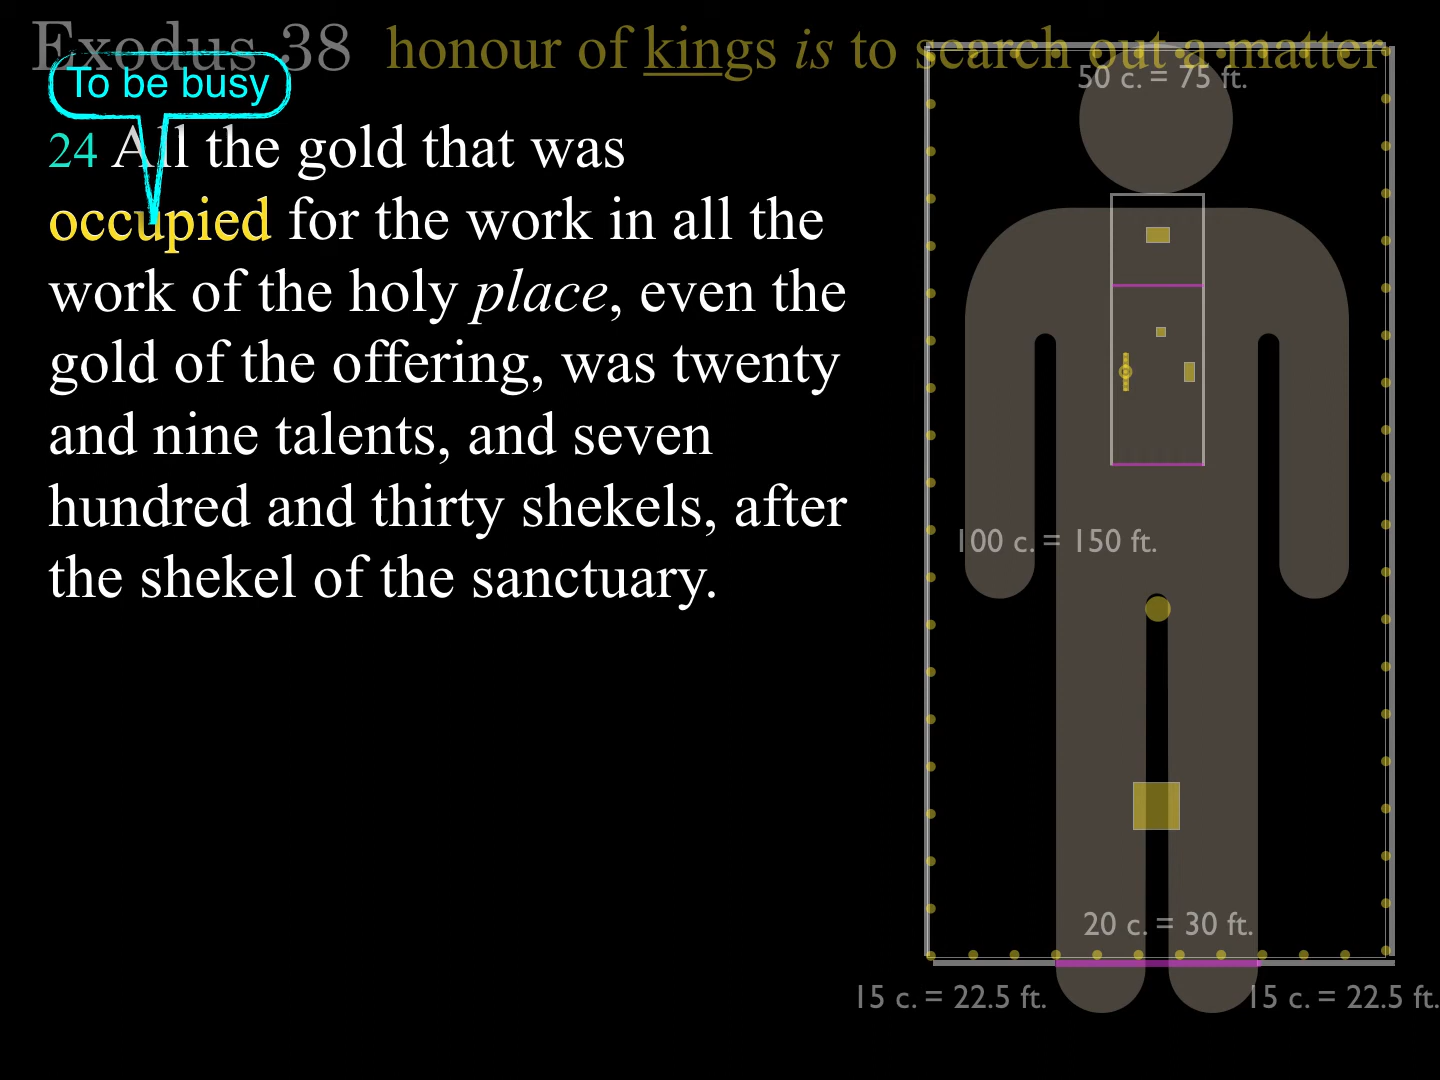 Exodus 38 honour of kings is to search out a matter
To be busy
24 All the gold that was
occupied for the work in all the
work of the holy place, even the
gold of the offering, was twenty
and nine talents, and seven
hundred and thirty shekels, after
the shekel of the sanctuary.
50 c. = 75 ft.
100 c. = 150 ft.
20 c. = 30 ft.
15 c. = 22.5 ft.
15 c. = 22.5 ft.